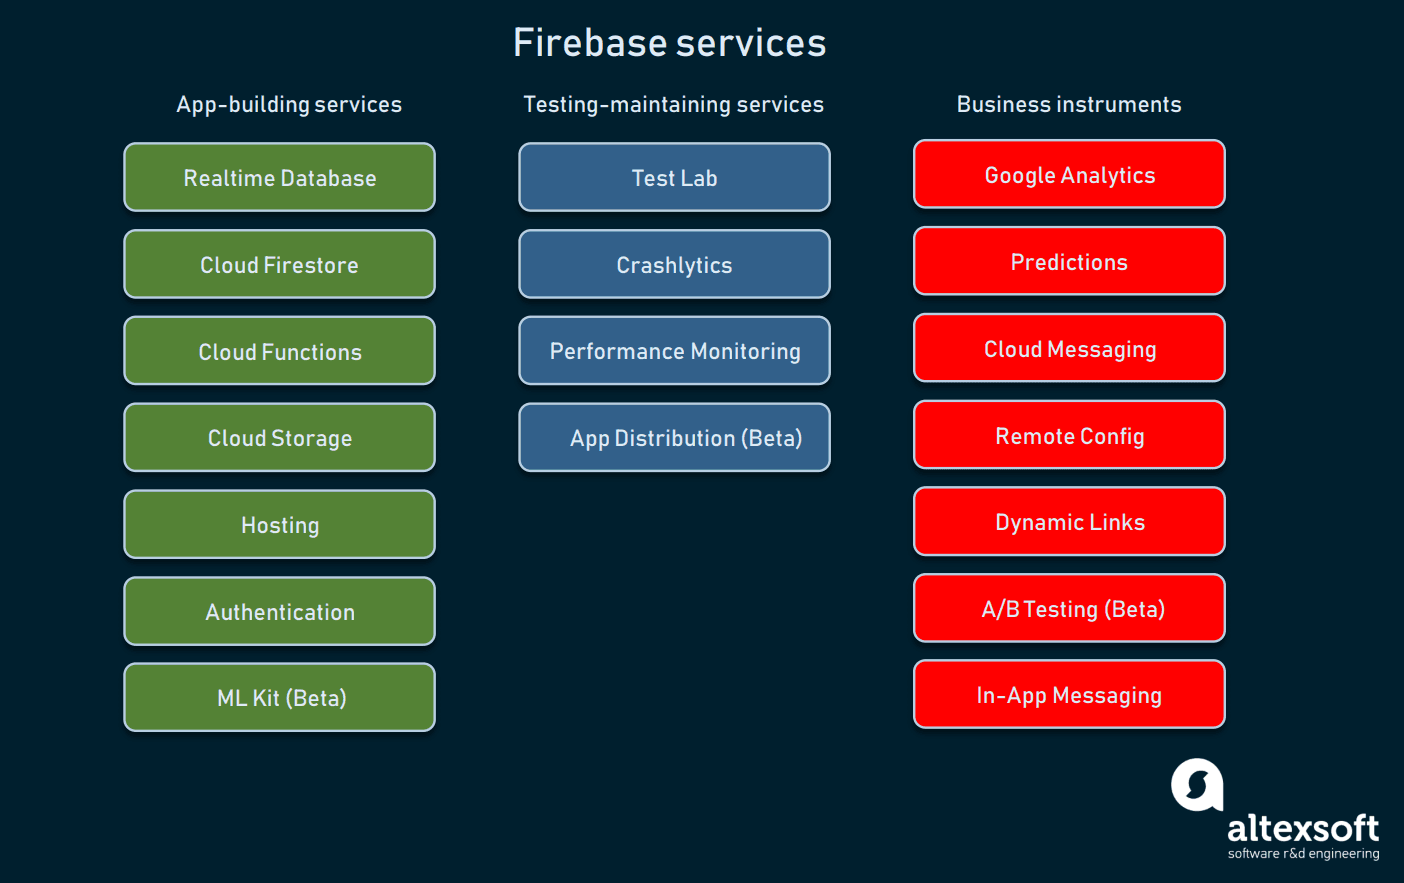 Firebase services
App-building services
Realtime Database
Cloud Firestore
Cloud Functions
Cloud Storage
Hosting
Authentication
ML Kit (Beta)
Testing-maintaining services
Test Lab
Crashlytics
Performance Monitoring
App Distribution (Beta)
Business instruments
Google Analytics
Predictions
Cloud Messaging
Remote Config
Dynamic Links
A/B Testing (Beta)
In-App Messaging
altexsoft
software r&d engineering